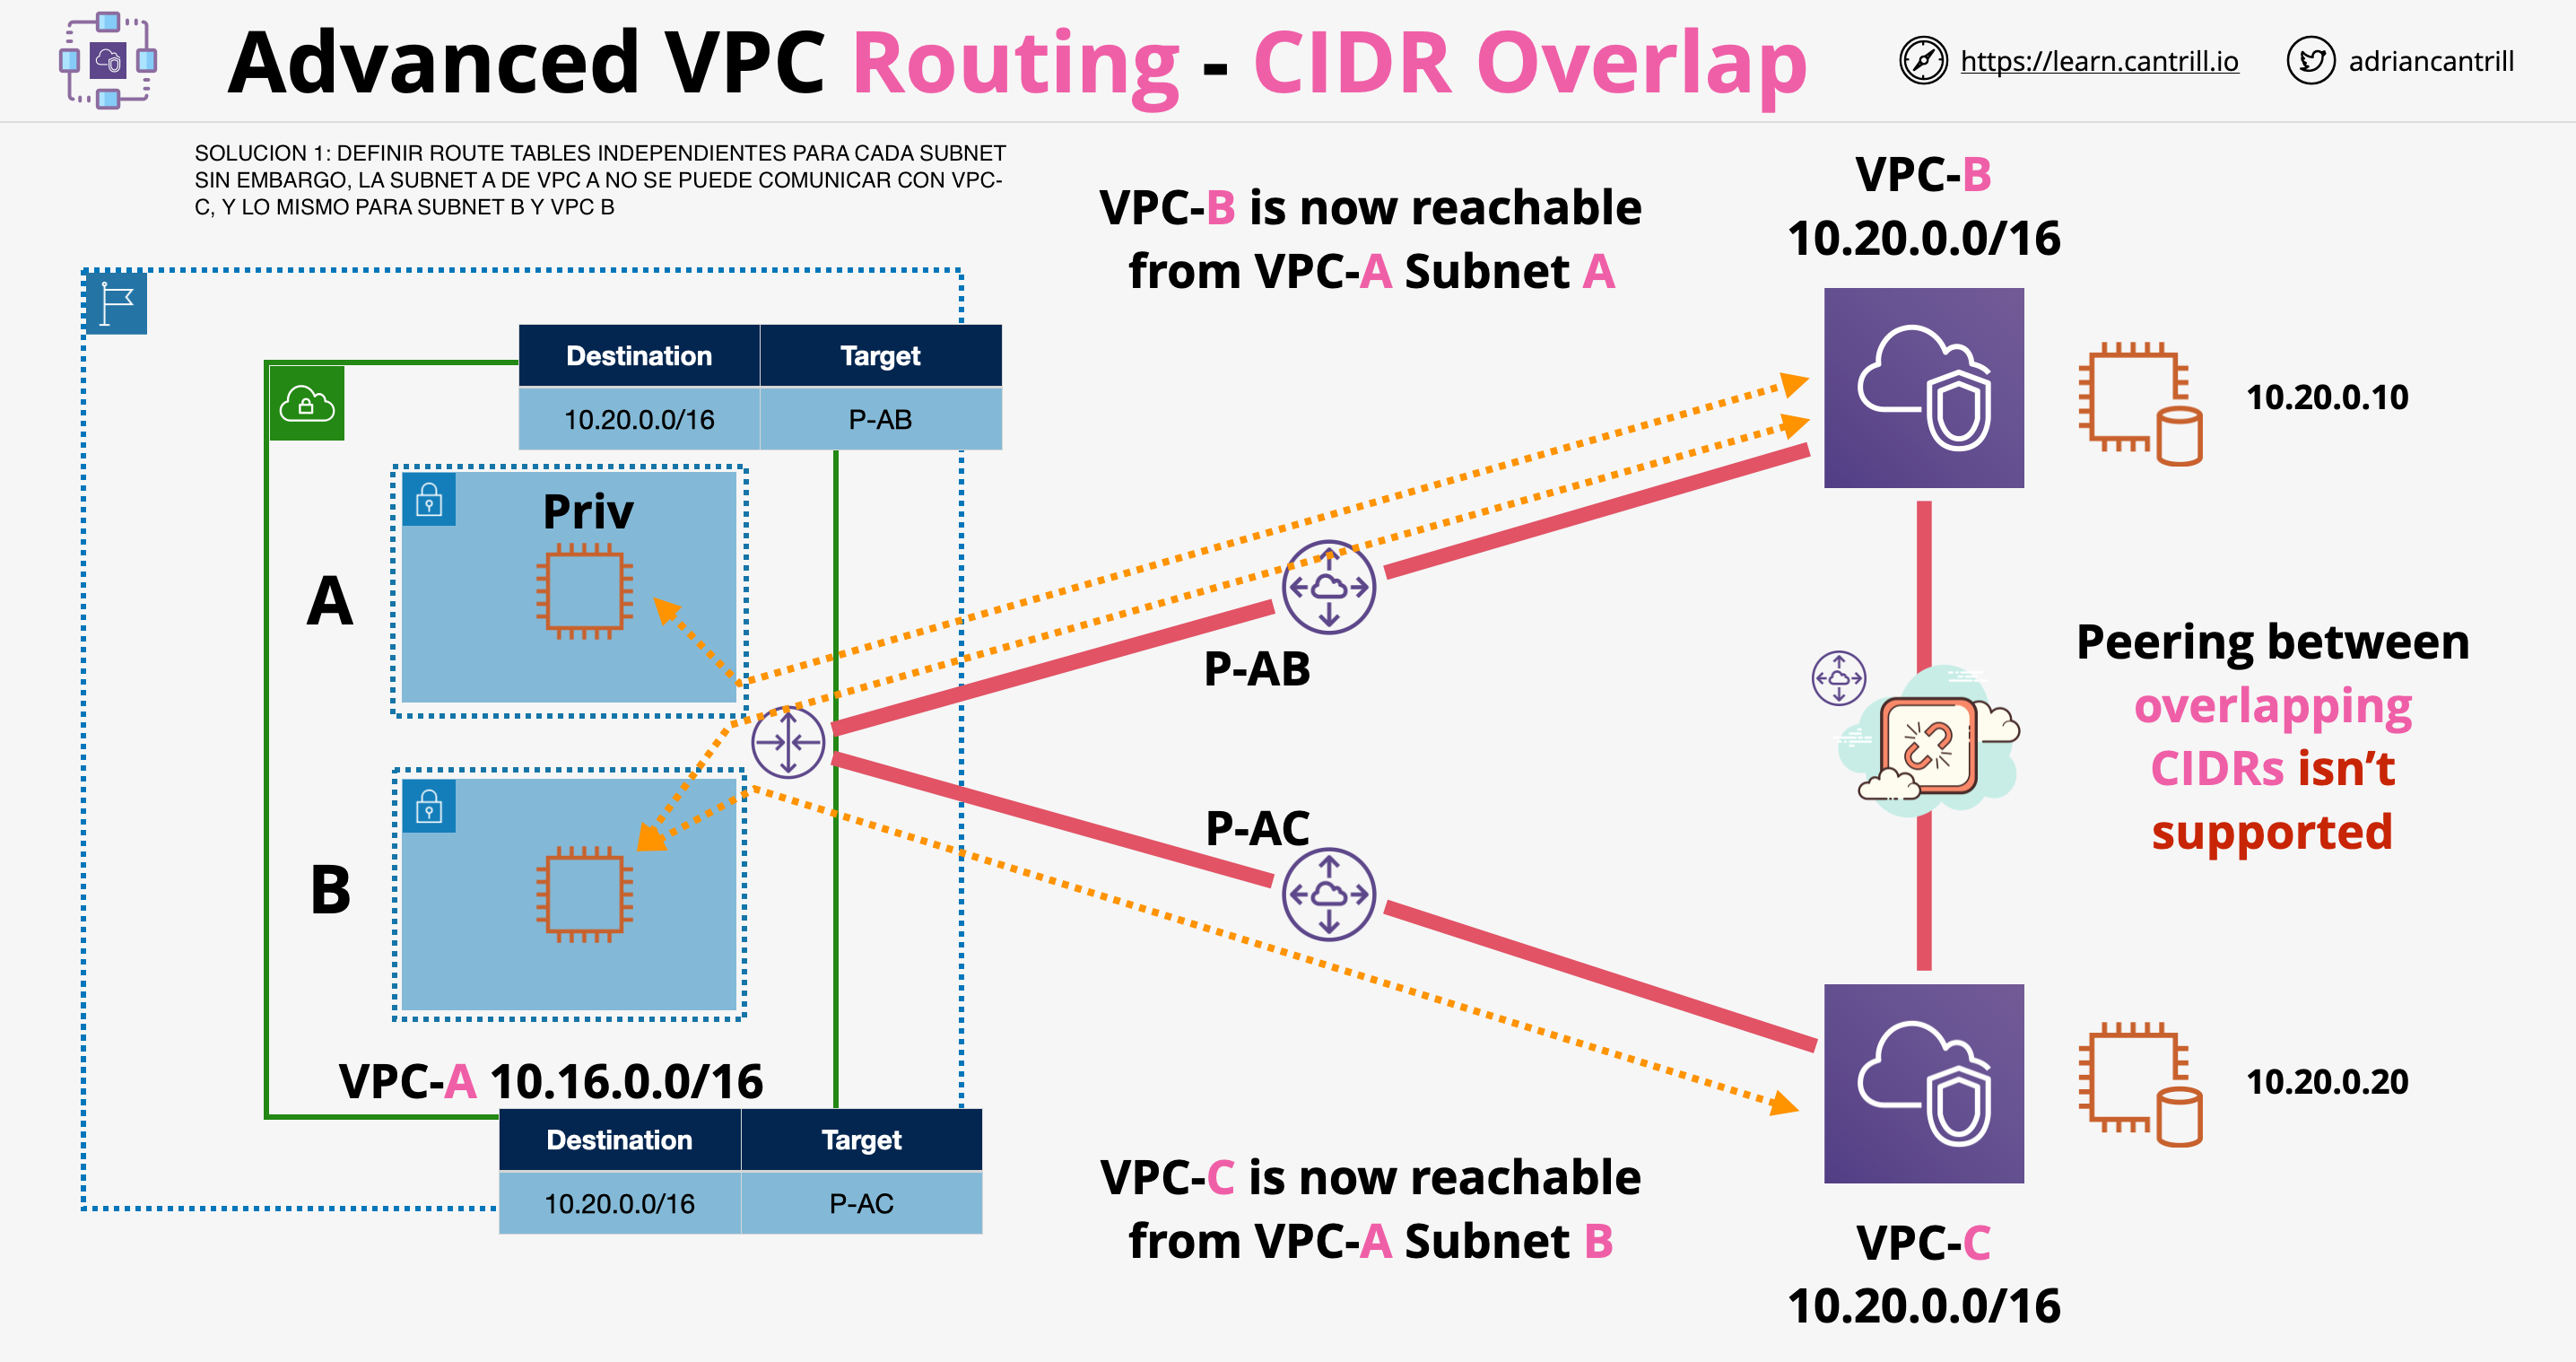 Advanced VPC Routing - CIDR Overlap
https://learn.cantrill.io
adriancantrill
SOLUCION 1: DEFINIR ROUTE TABLES INDEPENDIENTES PARA CADA SUBNET
SIN EMBARGO, LA SUBNET A DE VPC A NO SE PUEDE COMUNICAR CON VPC-
C, Y LO MISMO PARA SUBNET B Y VPC B
VPC-B is now reachable
from VPC-A Subnet A
VPC-B
10.20.0.0/16
Destination Target
10.20.0.0/16 P-AB
10.20.0.10
Priv
A
P-AB
Peering between
overlapping
CIDRs isn't
supported
P-AC
B
VPC-A 10.16.0.0/16
10.20.0.20
Destination Target
10.20.0.0/16 P-AC
VPC-C is now reachable
from VPC-A Subnet B
VPC-C
10.20.0.0/16